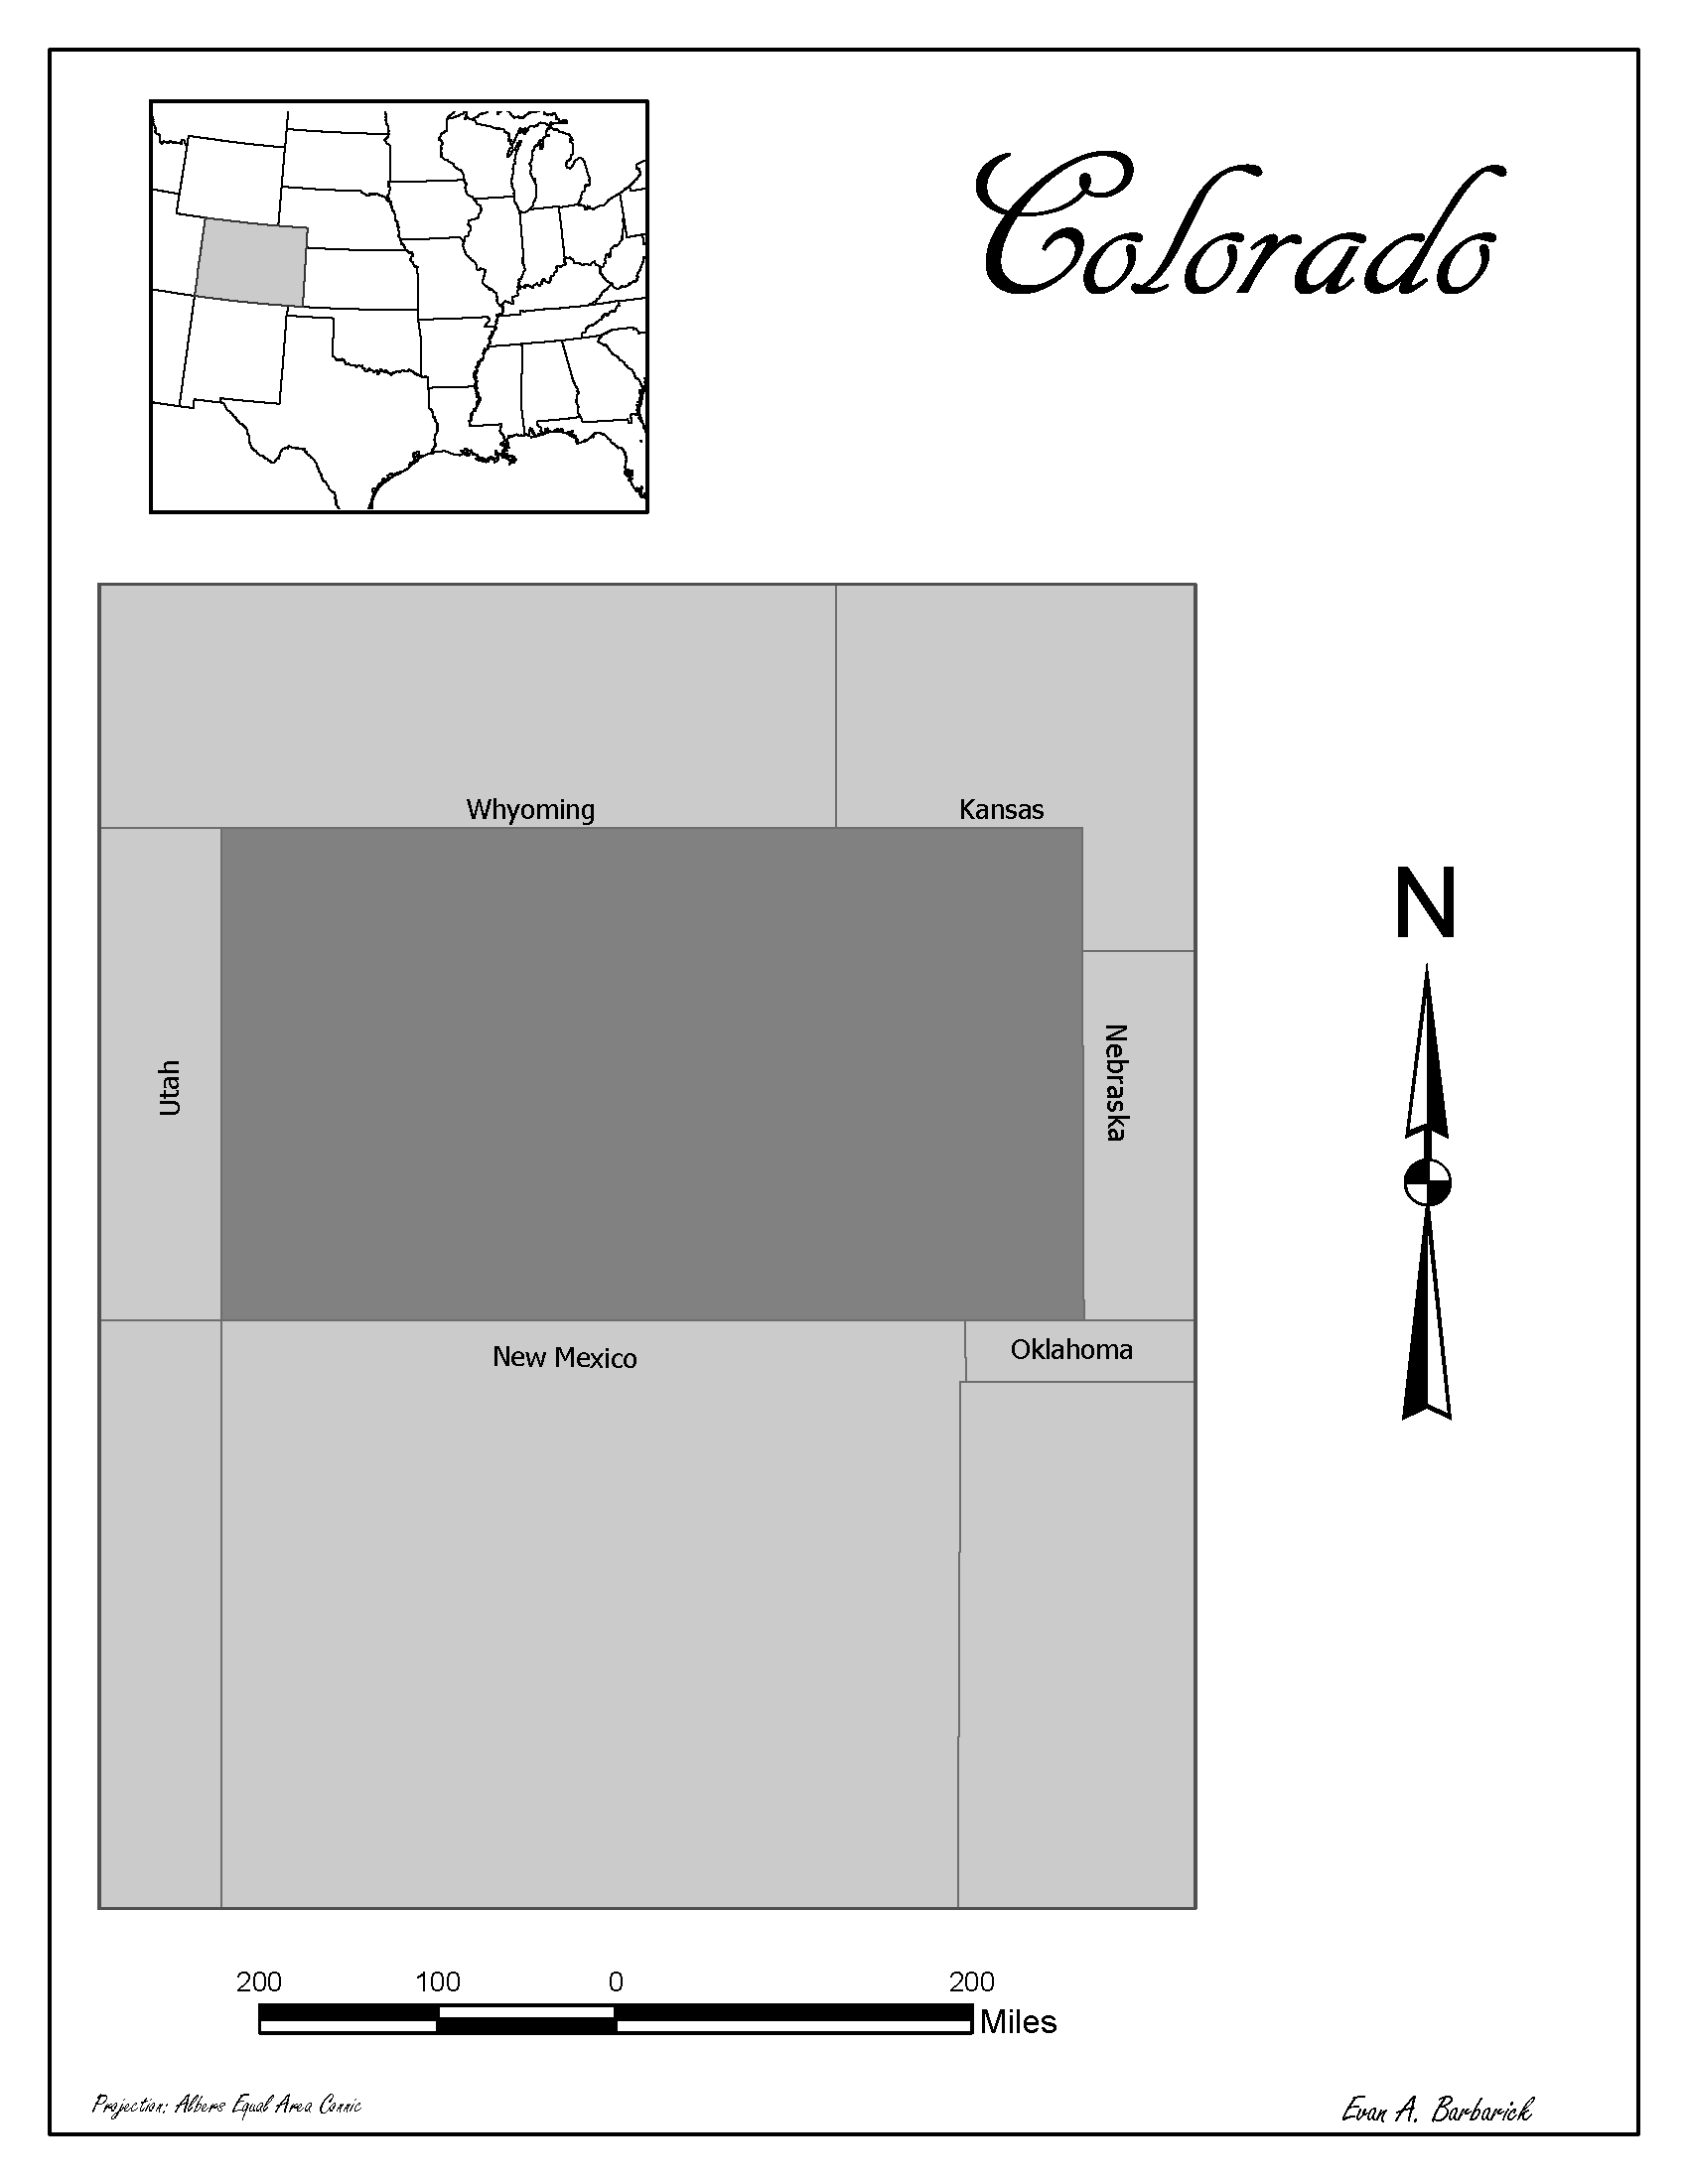 Colorado
Whyoming
Kansas
N
Utah
Nebraska
New Mexico
Oklahoma
200 100 0 200
Miles
Projection: Albers Equal Area Connic
Evan A. Barbarick